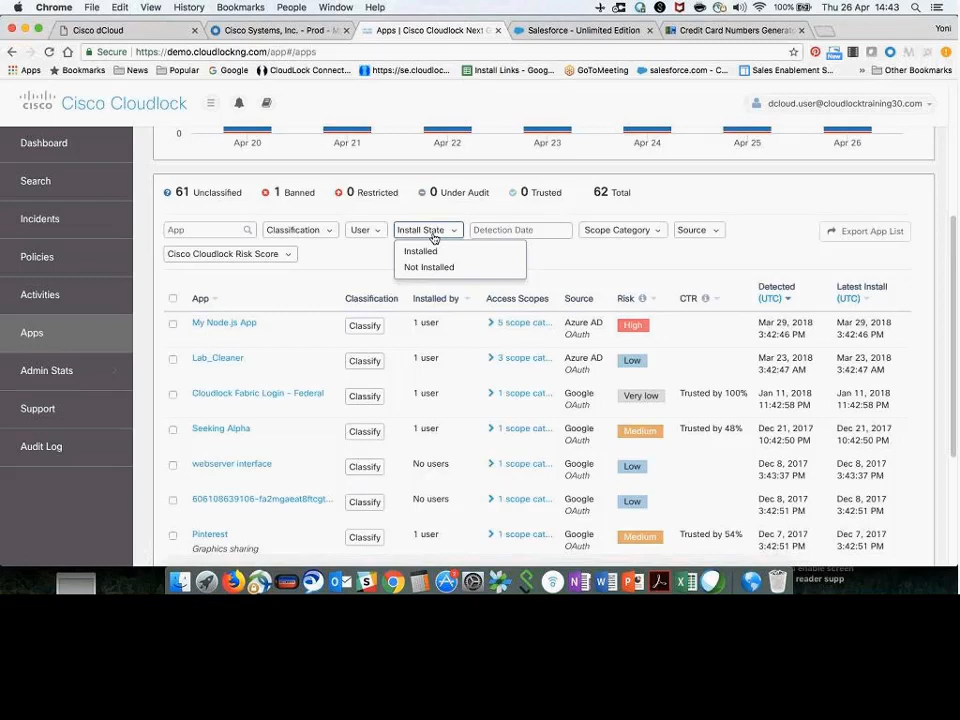 Chrome File Edit View History Bookmarks People Window Help 100% Thu 26 Apr 14:43
Cisco dCloud Cisco Systems, Inc. - Prod - M Apps | Cisco Cloudlock Next G Salesforce - Unlimited Edition Credit Card Numbers Generato Yoni
Secure https://demo.cloudlockng.com/app#/apps
Apps Bookmarks News Popular Google CloudLock Connect... https://se.cloudloc... Install Links - Goog... GoToMeeting salesforce.com - C... Sales Enablement S... » Other Bookmarks
cisco Cisco Cloudlock dcloud.user@cloudlocktraining30.com
Dashboard
Search
Incidents
Policies
Activities
Apps
Admin Stats
Support
Audit Log
0
Apr 20 Apr 21 Apr 22 Apr 23 Apr 24 Apr 25 Apr 26
61 Unclassified 1 Banned 0 Restricted 0 Under Audit 0 Trusted 62 Total
App Classification User Install State Detection Date Scope Category Source Export App List
Cisco Cloudlock Risk Score
Installed
Not Installed
App Classification Installed by Access Scopes Source Risk CTR Detected (UTC) Latest Install (UTC)
My Node.js App Classify 1 user 5 scope cat... Azure AD High Mar 29, 2018 Mar 29, 2018
OAuth 3:42:46 PM 3:42:46 PM
Lab_Cleaner Classify 1 user 3 scope cat... Azure AD Low Mar 23, 2018 Mar 23, 2018
OAuth 3:42:47 AM 3:42:47 AM
Cloudlock Fabric Login - Federal Classify 1 user 1 scope cat... Google Very low Trusted by 100% Jan 11, 2018 Jan 11, 2018
OAuth 11:42:58 PM 11:42:58 PM
Seeking Alpha Classify 1 user 1 scope cat... Google Medium Trusted by 48% Dec 21, 2017 Dec 21, 2017
OAuth 10:42:50 PM 10:42:50 PM
webserver interface Classify No users 1 scope cat... Google Low Dec 8, 2017 Dec 8, 2017
OAuth 3:43:37 PM 3:43:37 PM
606108639106-fa2mgaeat8ftcgt... Classify No users 1 scope cat... Google Low Dec 8, 2017 Dec 8, 2017
OAuth 3:42:51 PM 3:42:51 PM
Pinterest Classify 1 user 1 scope cat... Google Medium Trusted by 54% Dec 7, 2017 Dec 7, 2017
Graphics sharing OAuth 3:42:51 PM 3:42:51 PM
enable screen
reader supp